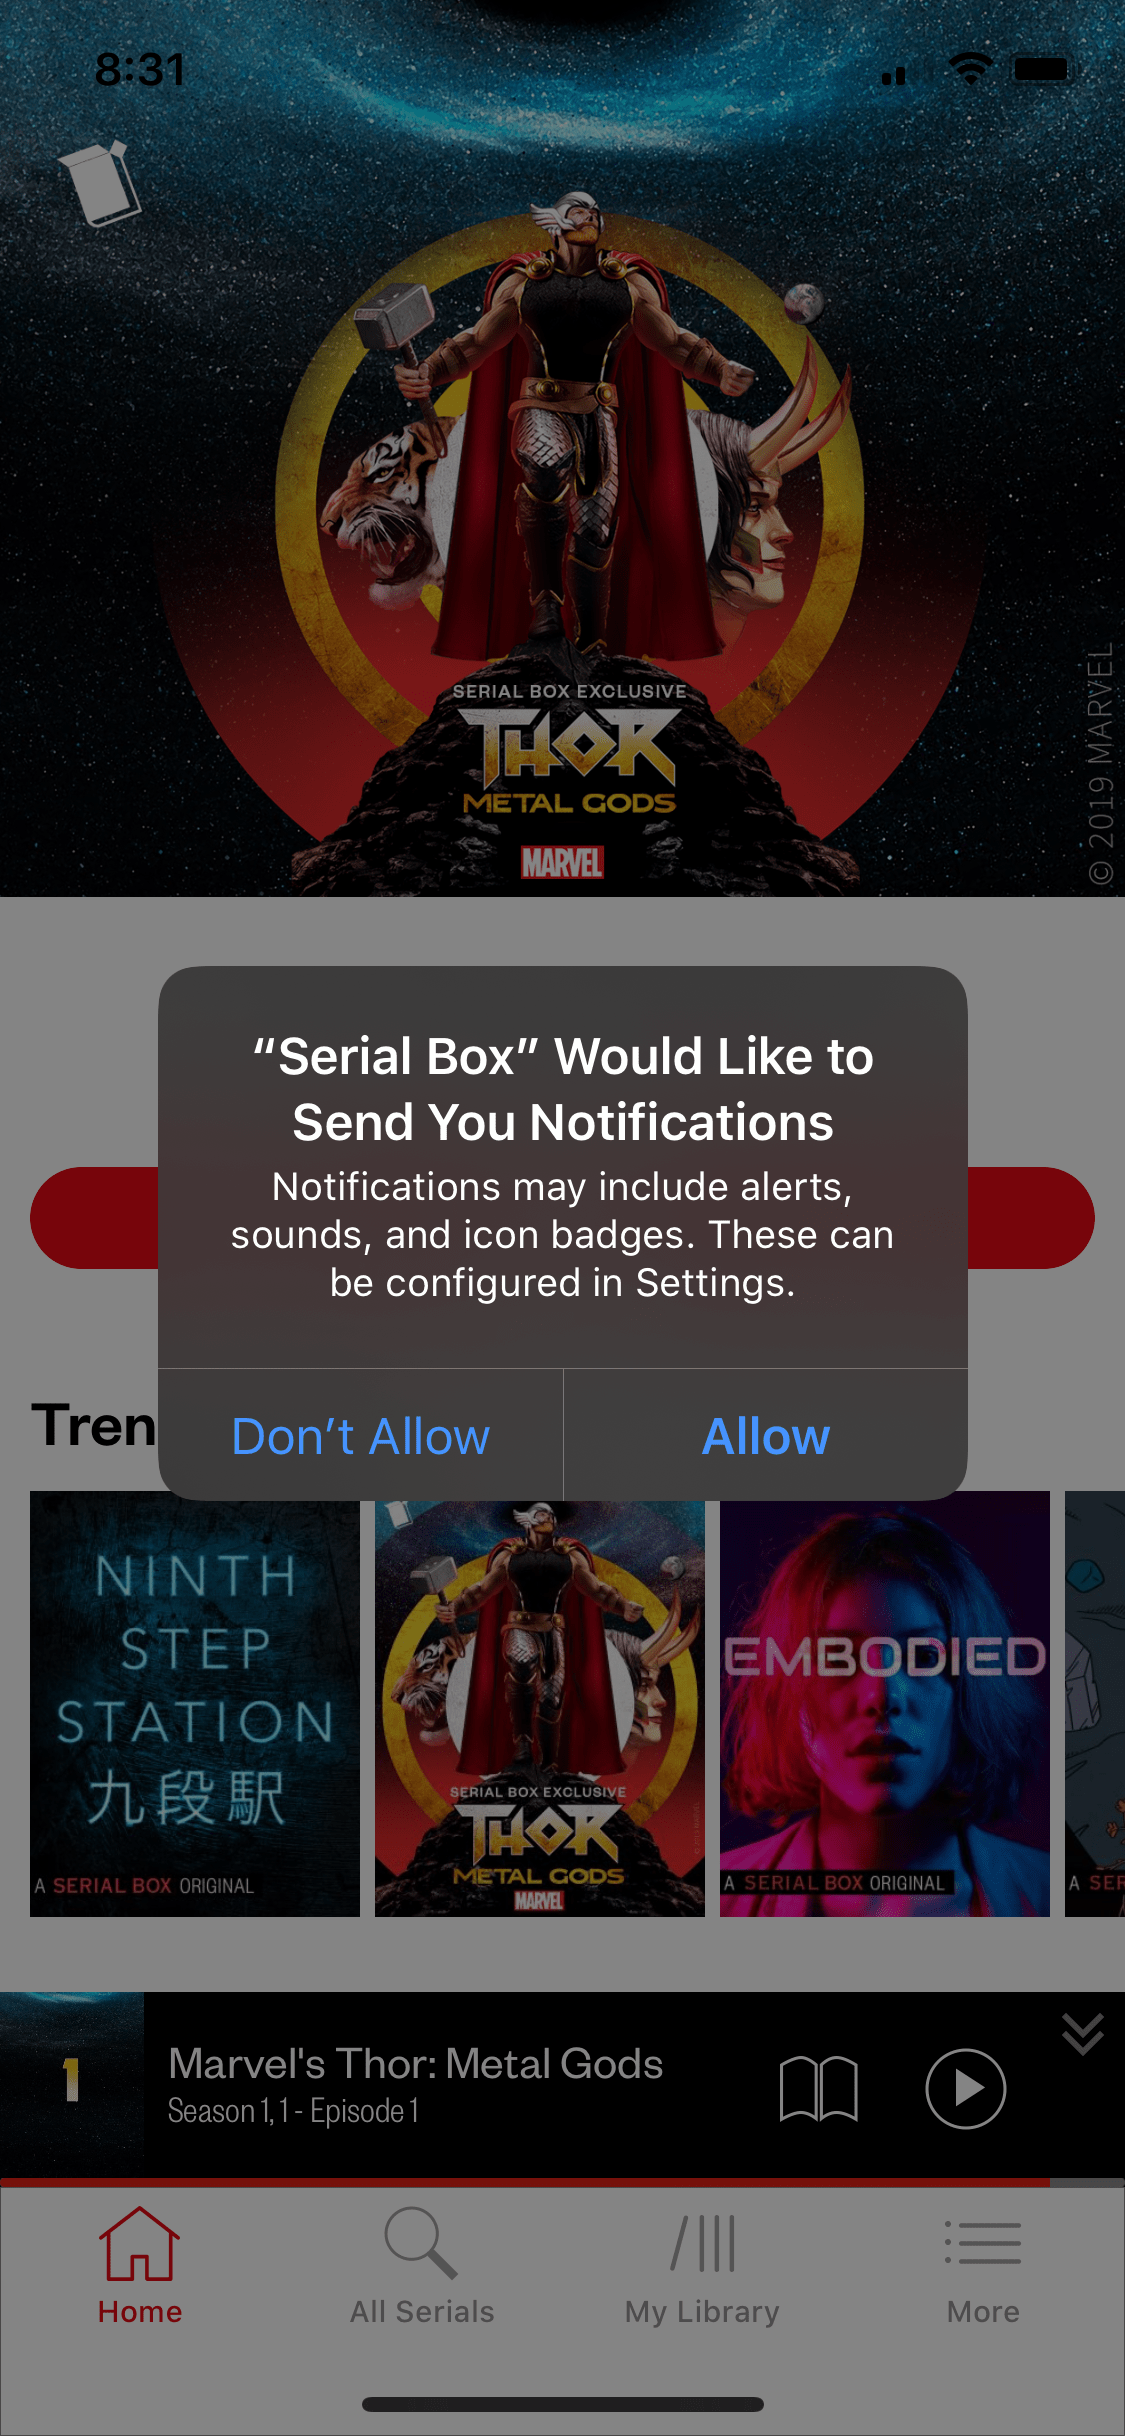 8:31
SERIAL BOX EXCLUSIVE
THOR
METAL GODS
MARVEL
© 2019 MARVEL
“Serial Box” Would Like to
Send You Notifications
Notifications may include alerts,
sounds, and icon badges. These can
be configured in Settings.
Don’t Allow
Allow
Tren
NINTH
STEP
STATION
九段駅
A SERIAL BOX ORIGINAL
SERIAL BOX EXCLUSIVE
THOR
METAL GODS
MARVEL
EMBODIED
A SERIAL BOX ORIGINAL
A SER
1
Marvel's Thor: Metal Gods
Season 1, 1 - Episode 1
Home
All Serials
My Library
More